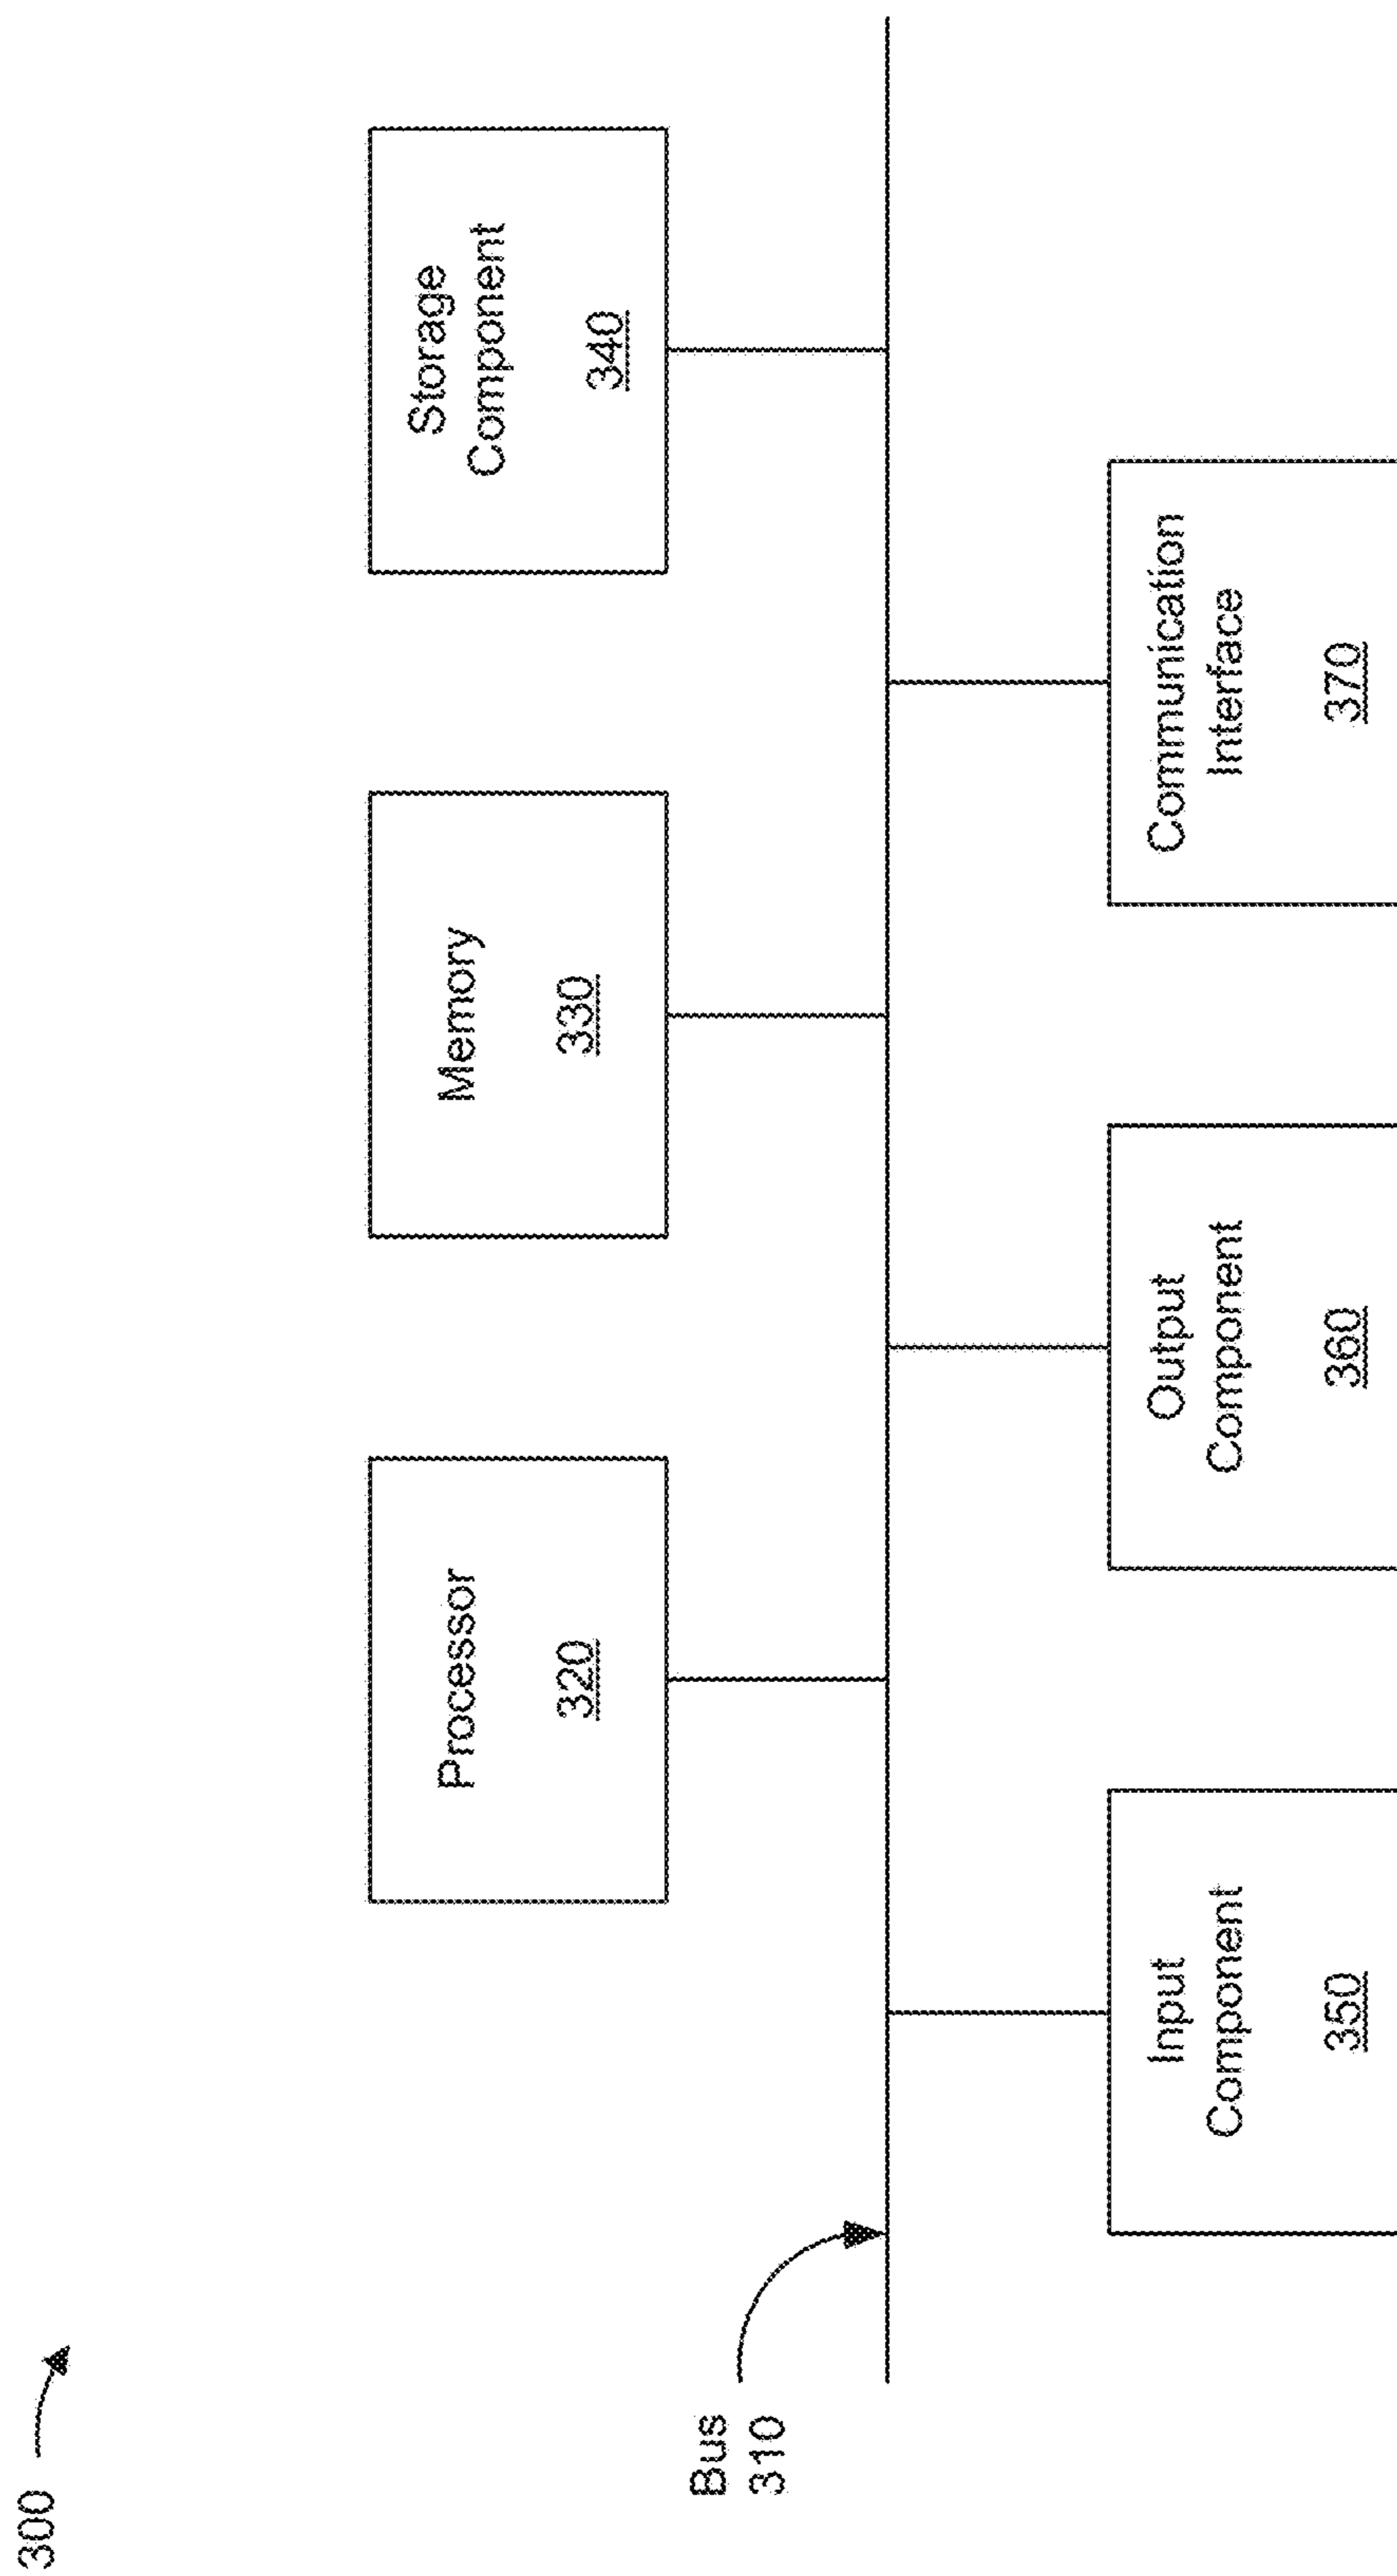 300
Processor
320
Memory
330
Storage
Component
340
Bus
310
Input
Component
350
Output
Component
360
Communication
Interface
370